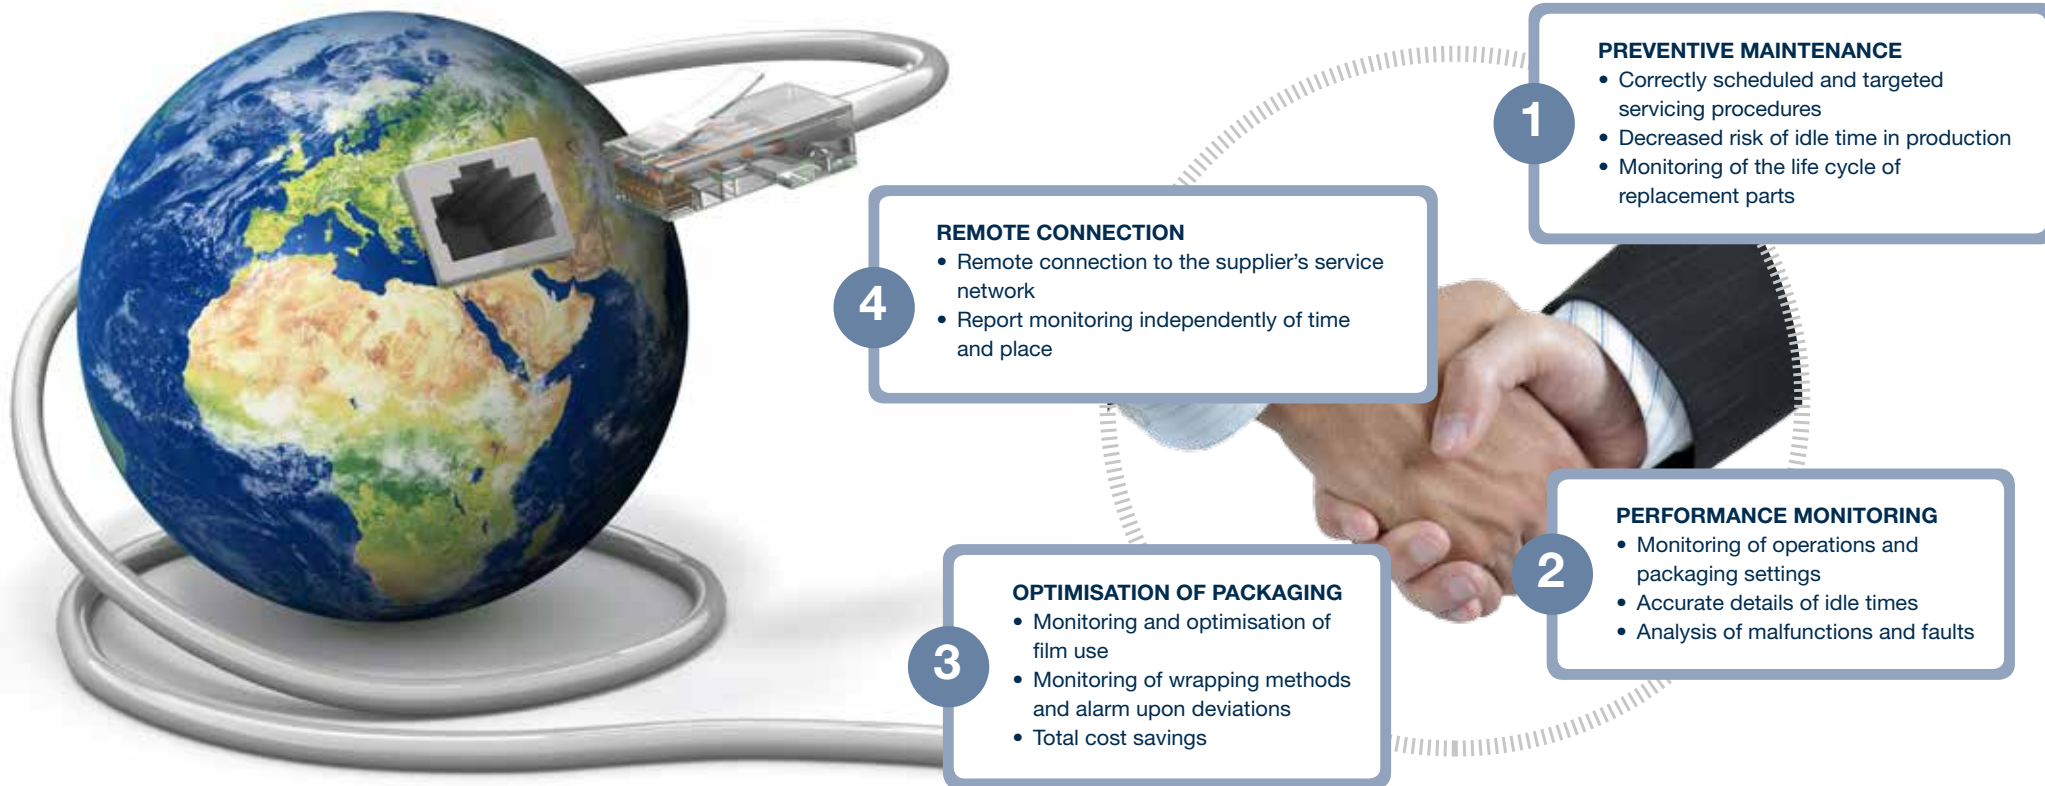 1
PREVENTIVE MAINTENANCE
• Correctly scheduled and targeted
servicing procedures
• Decreased risk of idle time in production
• Monitoring of the life cycle of
replacement parts
2
PERFORMANCE MONITORING
• Monitoring of operations and
packaging settings
• Accurate details of idle times
• Analysis of malfunctions and faults
3
OPTIMISATION OF PACKAGING
• Monitoring and optimisation of
film use
• Monitoring of wrapping methods
and alarm upon deviations
• Total cost savings
4
REMOTE CONNECTION
• Remote connection to the supplier’s service
network
• Report monitoring independently of time
and place